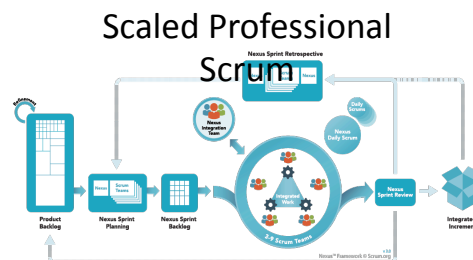 Scaled Professional
Scrum
Nexus Sprint Retrospective
Nexus
Nexus
Integration
Team
Daily
Scrums
Nexus
Daily Scrum
Refinement
Nexus
Scrum
Teams
Integrated
Work
Nexus
Sprint Review
Product
Backlog
Nexus Sprint
Planning
Nexus Sprint
Backlog
3-9 Scrum Teams
Integrate
Increment
Nexus™ Framework © Scrum.org